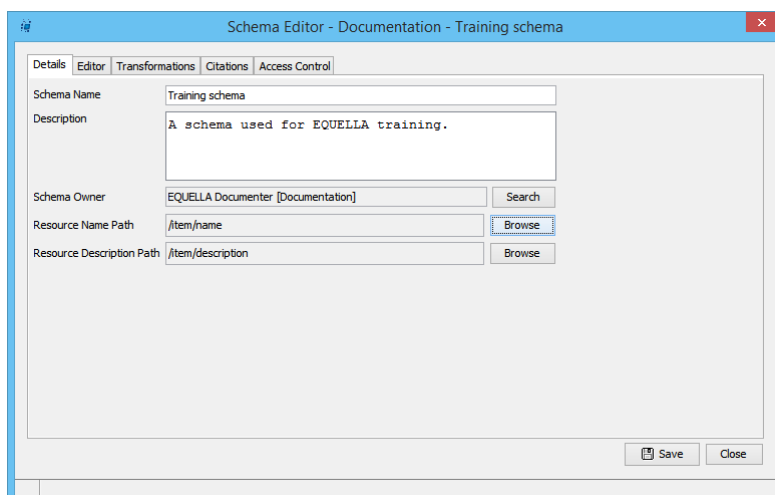 Schema Editor - Documentation - Training schema
Details Editor Transformations Citations Access Control
Schema Name Training schema
Description A schema used for EQUELLA training.
Schema Owner EQUELLA Documenter [Documentation] Search
Resource Name Path /item/name Browse
Resource Description Path /item/description Browse
Save Close